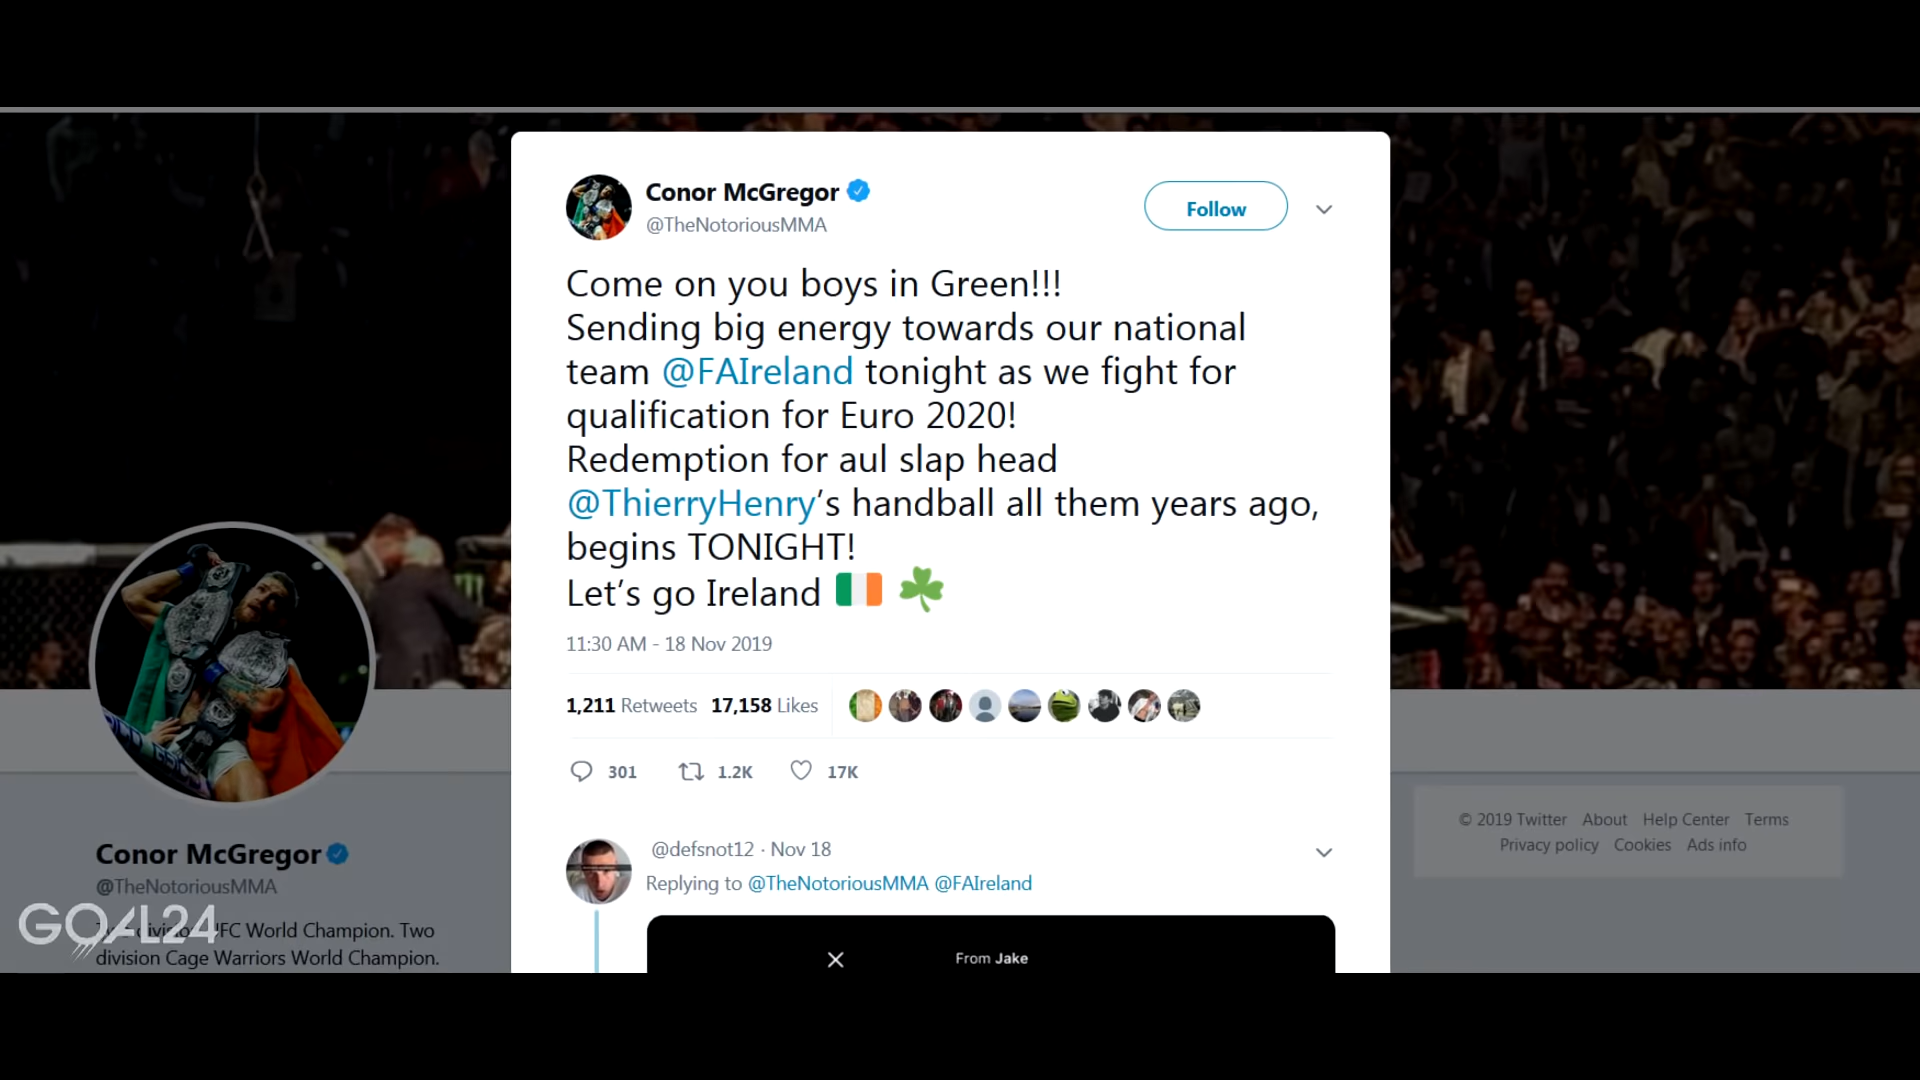 Conor McGregor
@TheNotoriousMMA
Follow
Come on you boys in Green!!!
Sending big energy towards our national
team @FAIreland tonight as we fight for
qualification for Euro 2020!
Redemption for aul slap head
@ThierryHenry’s handball all them years ago,
begins TONIGHT!
Let’s go Ireland
11:30 AM - 18 Nov 2019
1,211 Retweets 17,158 Likes
301 1.2K 17K
@defsnot12 · Nov 18
Replying to @TheNotoriousMMA @FAIreland
From Jake
Conor McGregor
@TheNotoriousMMA
World Champion. Two
division Cage Warriors World Champion.
GOAL24
© 2019 Twitter About Help Center Terms
Privacy policy Cookies Ads info